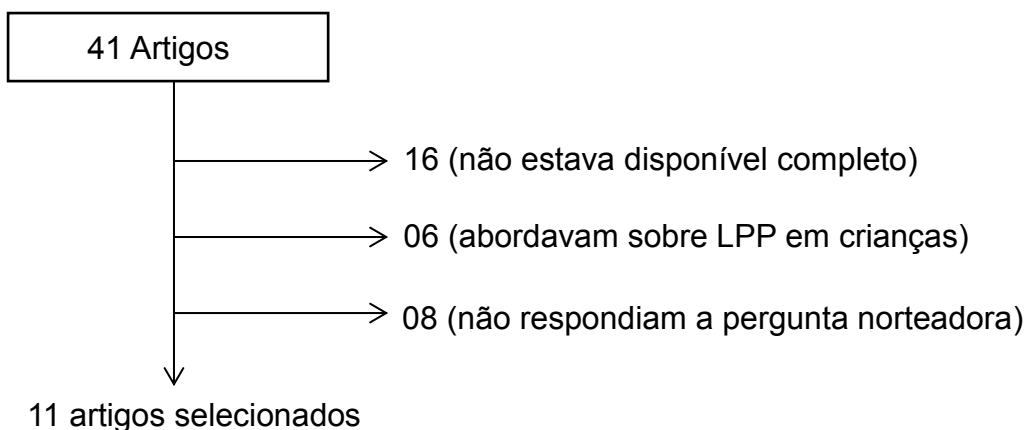 41 Artigos
16 (não estava disponível completo)
06 (abordavam sobre LPP em crianças)
08 (não respondiam a pergunta norteadora)
11 artigos selecionados